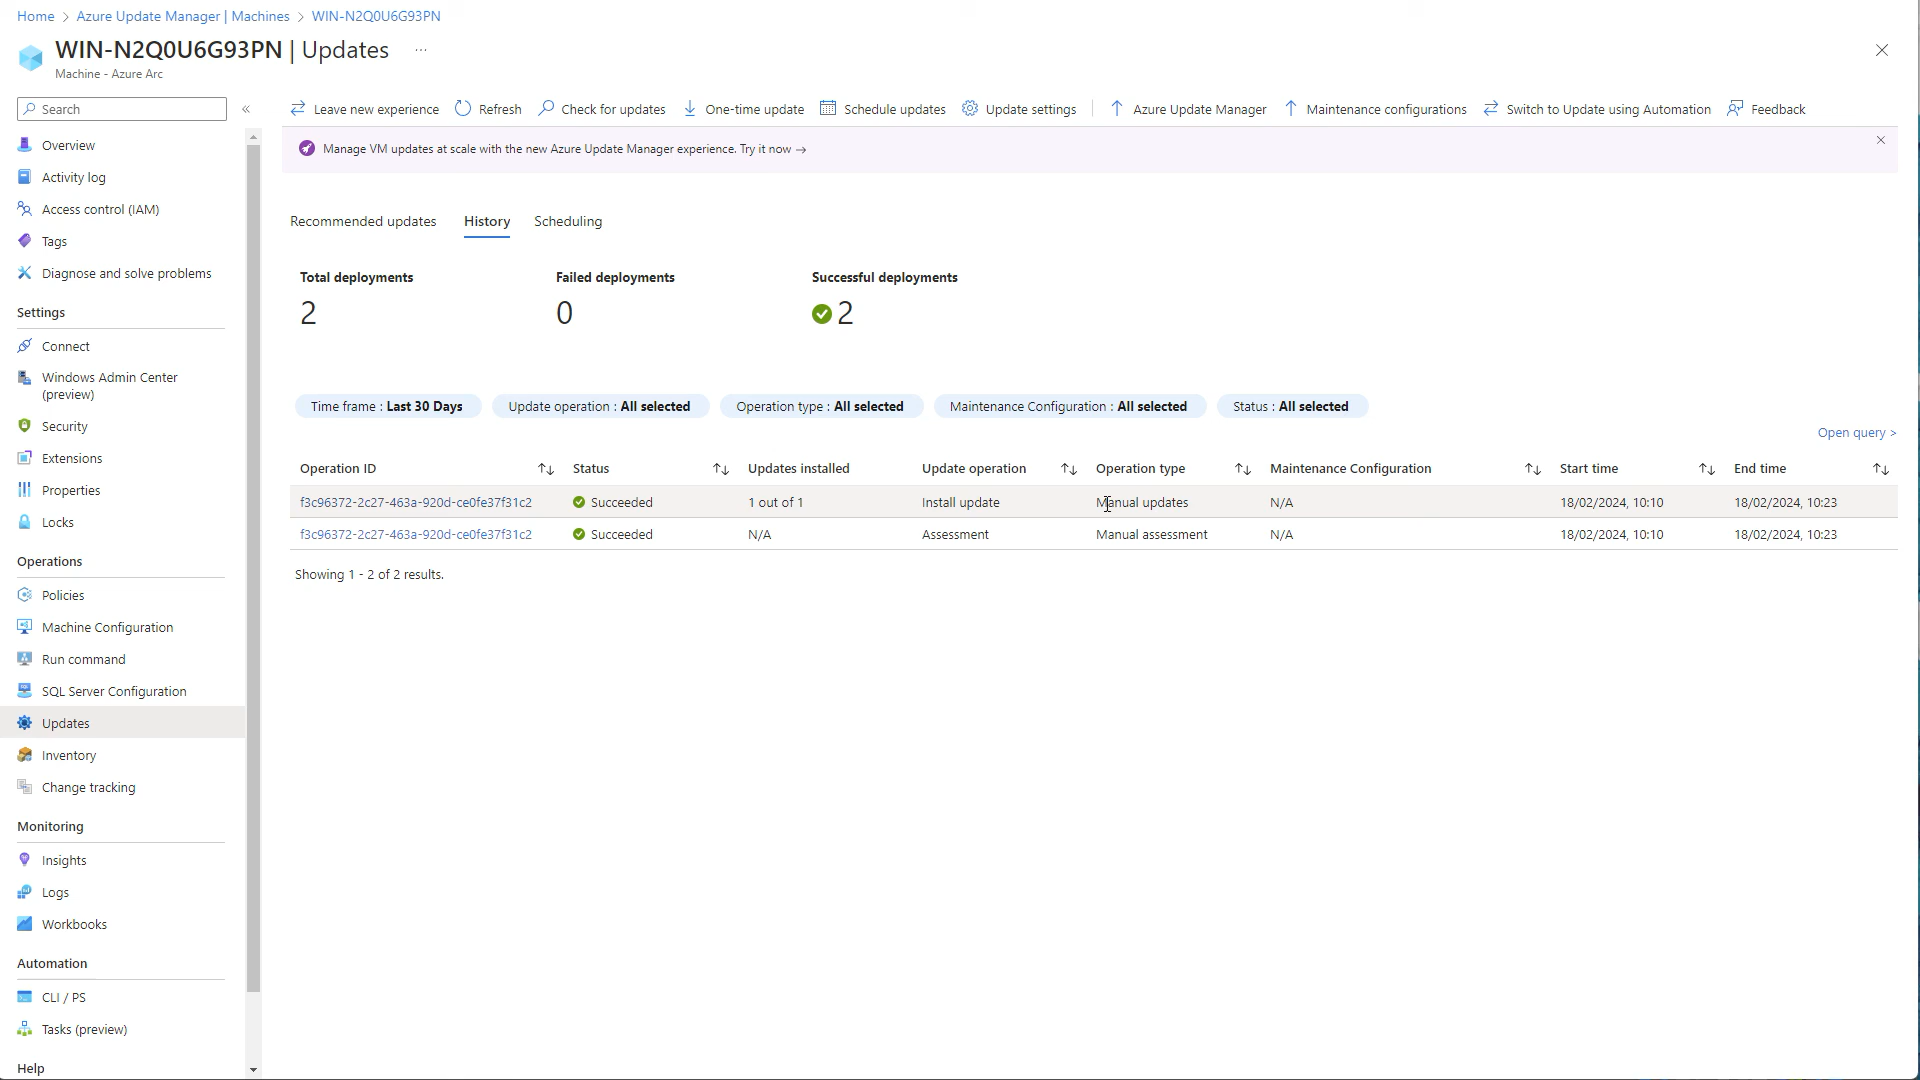 Home > Azure Update Manager | Machines > WIN-N2Q0U6G93PN
WIN-N2Q0U6G93PN | Updates ...
Machine - Azure Arc
Search «
Leave new experience Refresh Check for updates One-time update Schedule updates Update settings Azure Update Manager Maintenance configurations Switch to Update using Automation Feedback
Manage VM updates at scale with the new Azure Update Manager experience. Try it now →
Overview
Activity log
Access control (IAM)
Tags
Diagnose and solve problems
Settings
Connect
Windows Admin Center
(preview)
Security
Extensions
Properties
Locks
Operations
Policies
Machine Configuration
Run command
SQL Server Configuration
Updates
Inventory
Change tracking
Monitoring
Insights
Logs
Workbooks
Automation
CLI / PS
Tasks (preview)
Help
Recommended updates History Scheduling
Total deployments Failed deployments Successful deployments
2 0 2
Time frame : Last 30 Days Update operation : All selected Operation type : All selected Maintenance Configuration : All selected Status : All selected
Open query >
Operation ID Status Updates installed Update operation Operation type Maintenance Configuration Start time End time
f3c96372-2c27-463a-920d-ce0fe37f31c2 Succeeded 1 out of 1 Install update Manual updates N/A 18/02/2024, 10:10 18/02/2024, 10:23
f3c96372-2c27-463a-920d-ce0fe37f31c2 Succeeded N/A Assessment Manual assessment N/A 18/02/2024, 10:10 18/02/2024, 10:23
Showing 1 - 2 of 2 results.